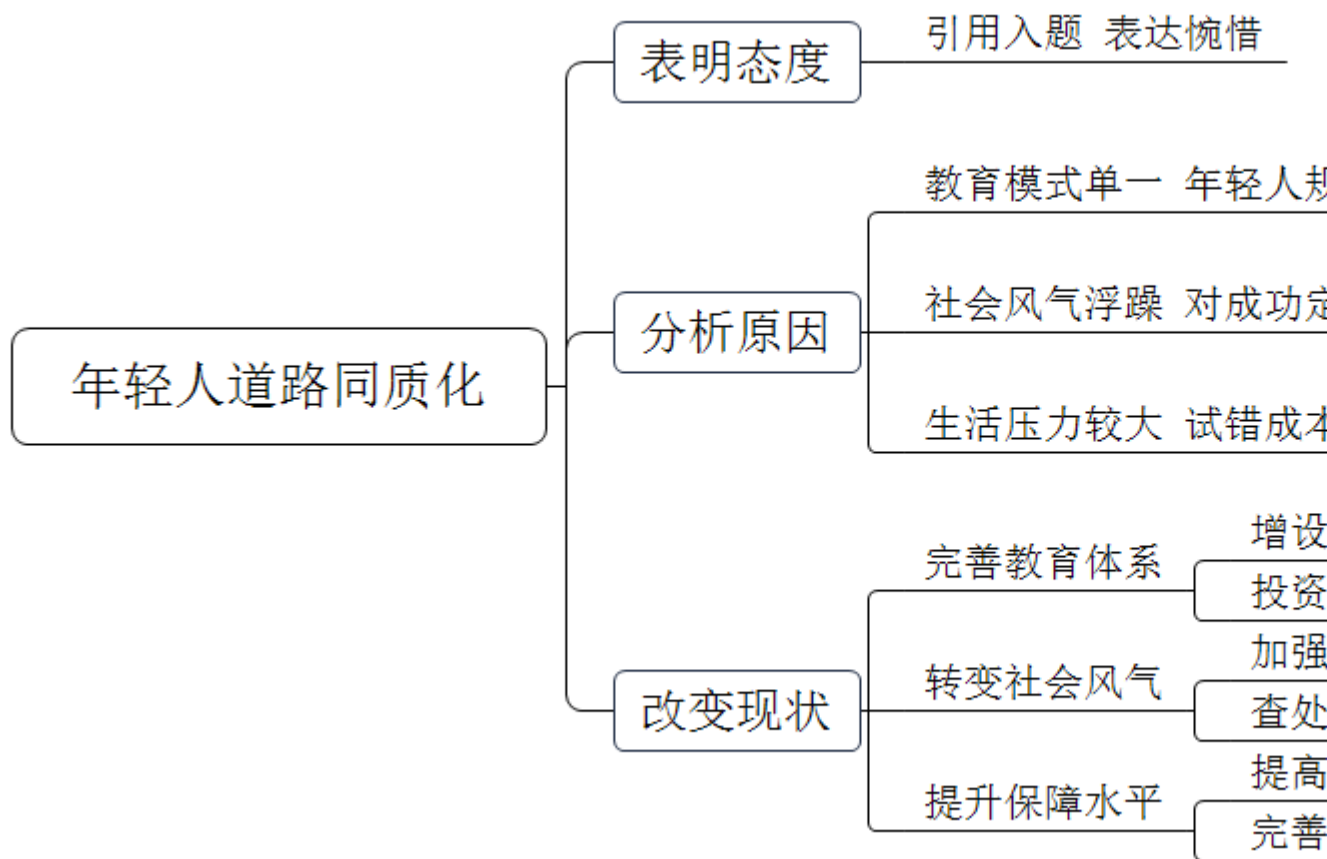 年轻人道路同质化
表明态度
引用入题 表达惋惜
分析原因
教育模式单一 年轻人规
社会风气浮躁 对成功定
生活压力较大 试错成本
改变现状
完善教育体系
增设
投资
转变社会风气
加强
查处
提升保障水平
提高
完善